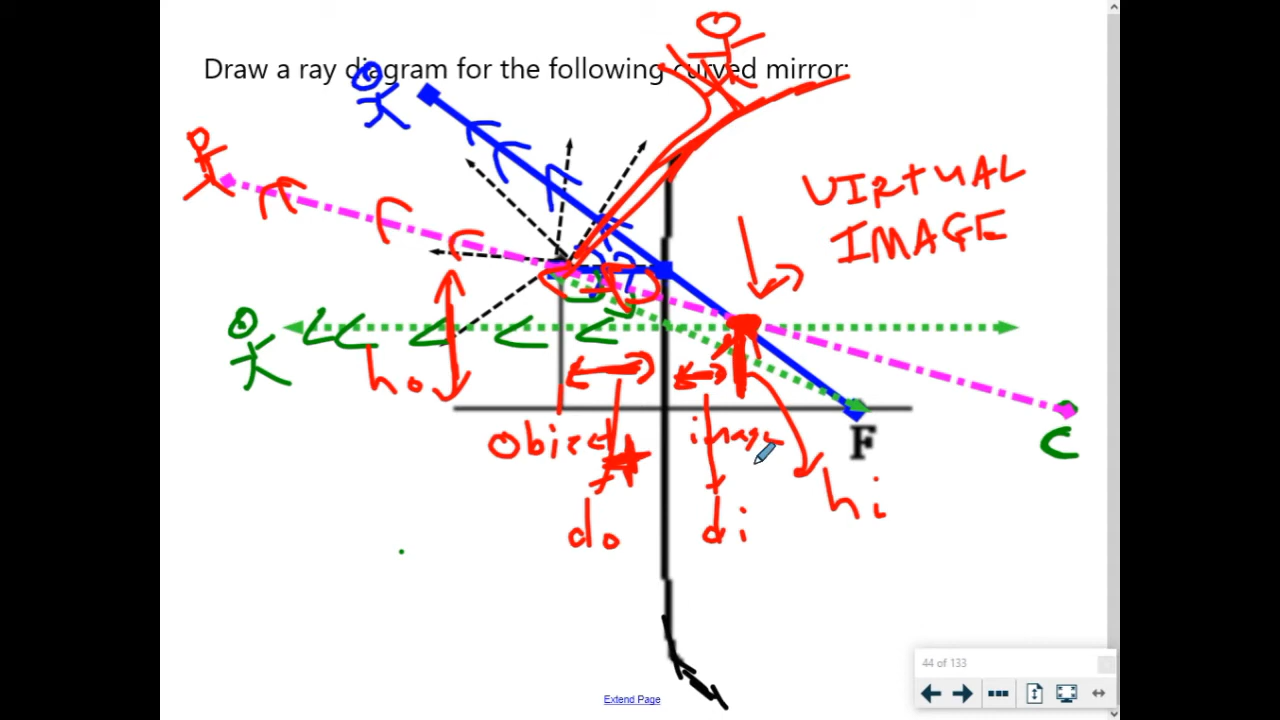 Draw a ray diagram for the following curved mirror:
VIRTUAL
IMAGE
ho
Object
image
F
C
do
di
hi
44 of 133
Extend Page